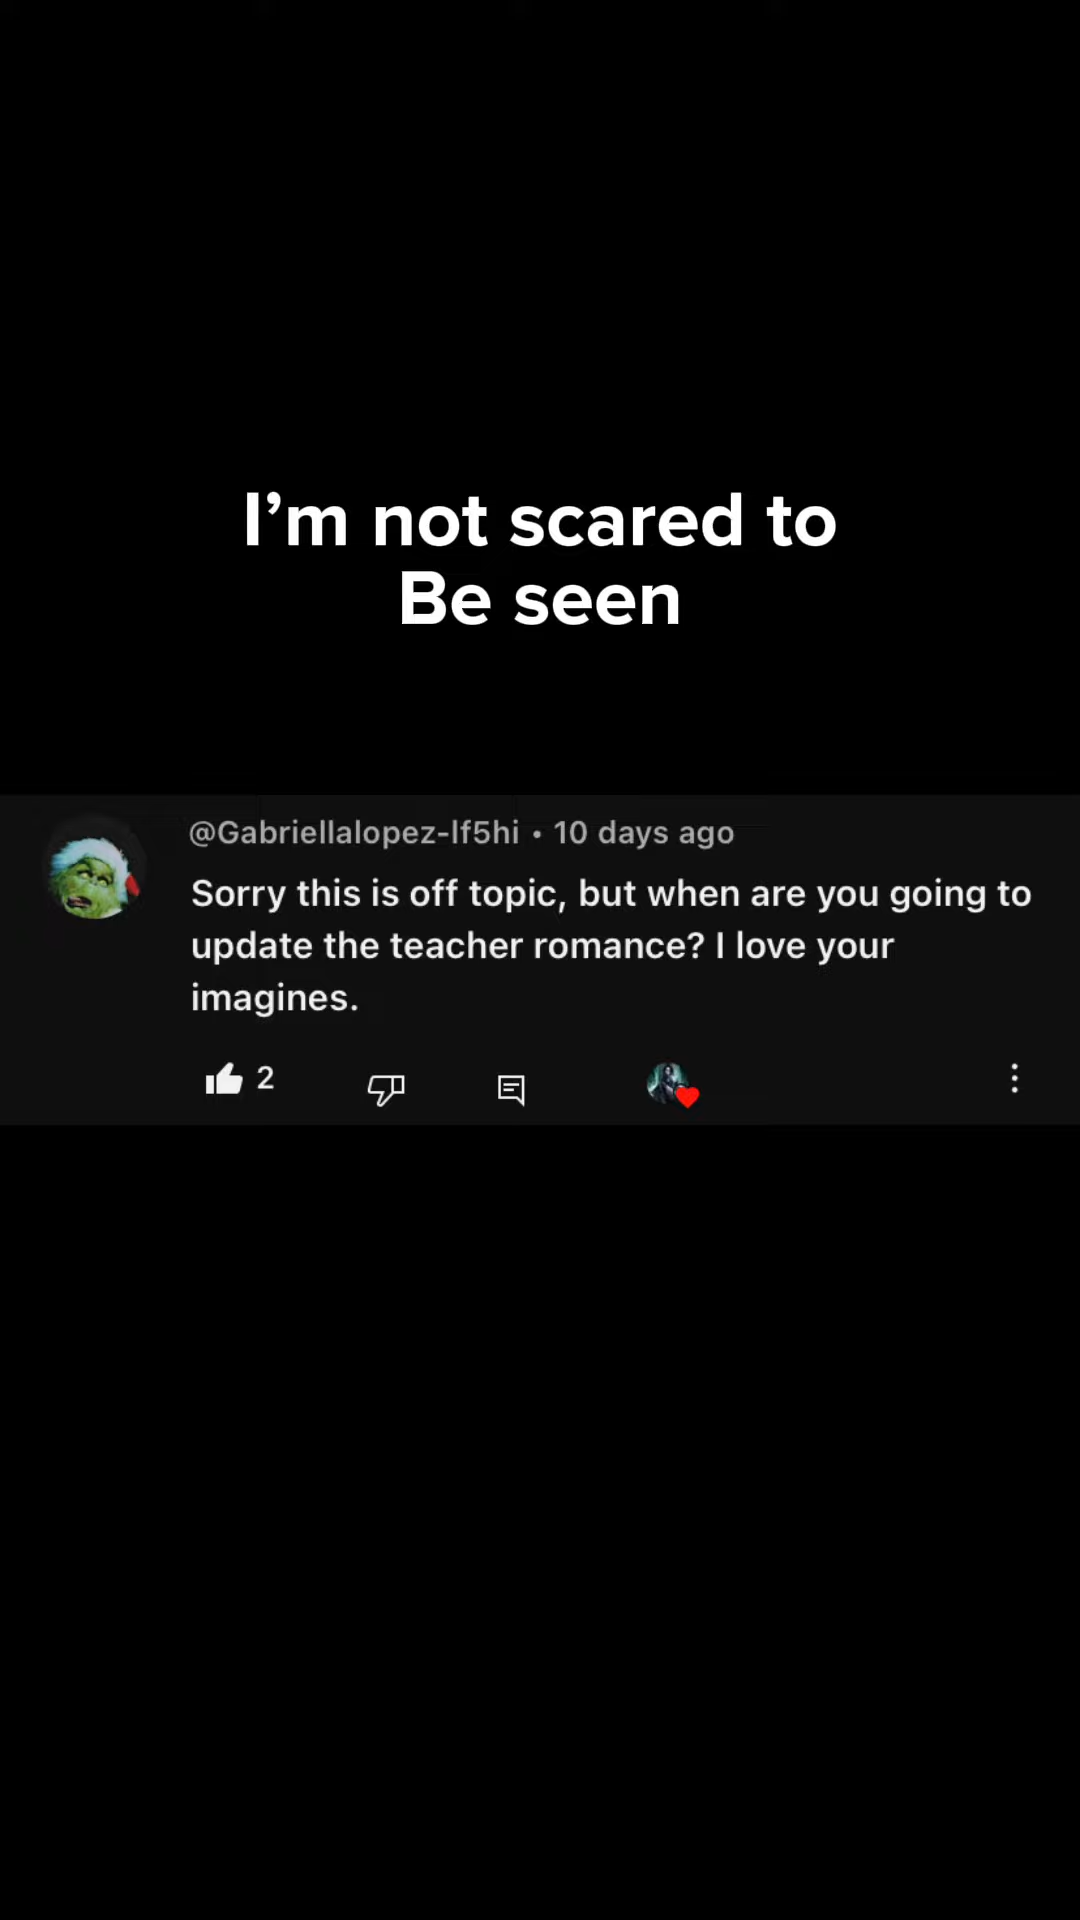 I’m not scared to
Be seen
@Gabriellalopez-lf5hi • 10 days ago
Sorry this is off topic, but when are you going to
update the teacher romance? I love your
imagines.
2